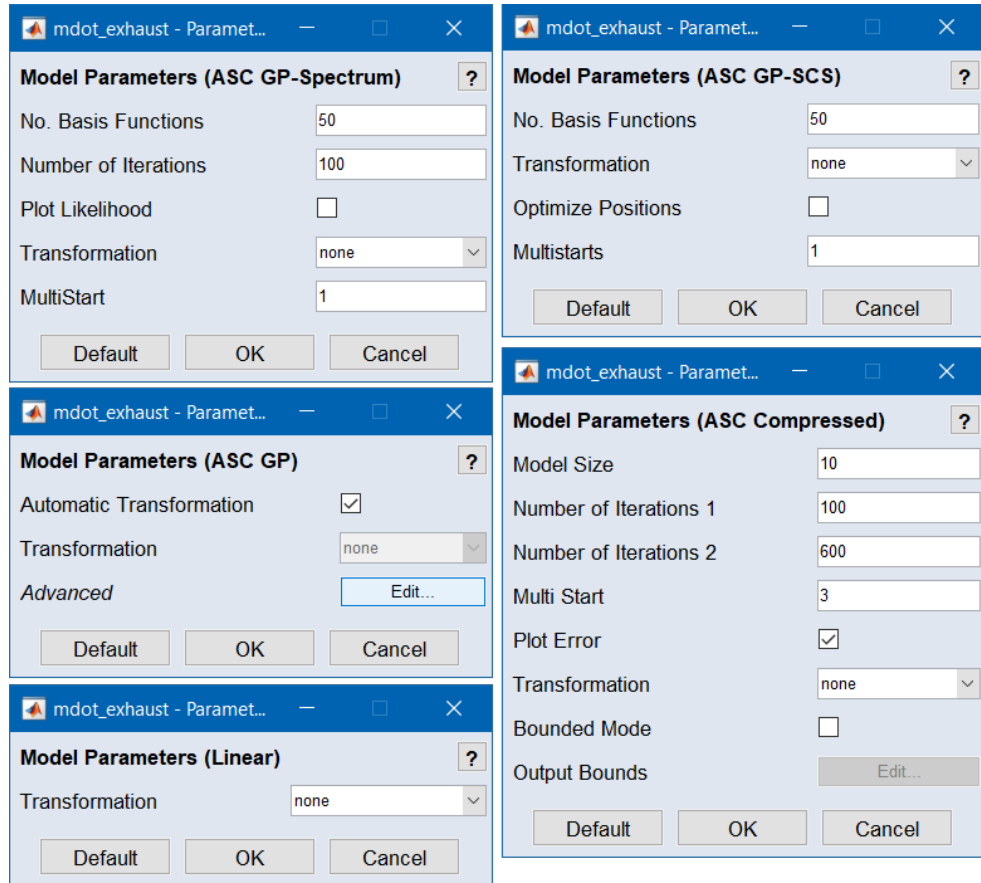 mdot_exhaust - Paramet...
Model Parameters (ASC GP-Spectrum) ?
No. Basis Functions 50
Number of Iterations 100
Plot Likelihood
Transformation none
MultiStart 1
Default OK Cancel
mdot_exhaust - Paramet...
Model Parameters (ASC GP) ?
Automatic Transformation
Transformation none
Advanced Edit...
Default OK Cancel
mdot_exhaust - Paramet...
Model Parameters (Linear) ?
Transformation none
Default OK Cancel
mdot_exhaust - Paramet...
Model Parameters (ASC GP-SCS) ?
No. Basis Functions 50
Transformation none
Optimize Positions
Multistarts 1
Default OK Cancel
mdot_exhaust - Paramet...
Model Parameters (ASC Compressed) ?
Model Size 10
Number of Iterations 1 100
Number of Iterations 2 600
Multi Start 3
Plot Error
Transformation none
Bounded Mode
Output Bounds Edit...
Default OK Cancel